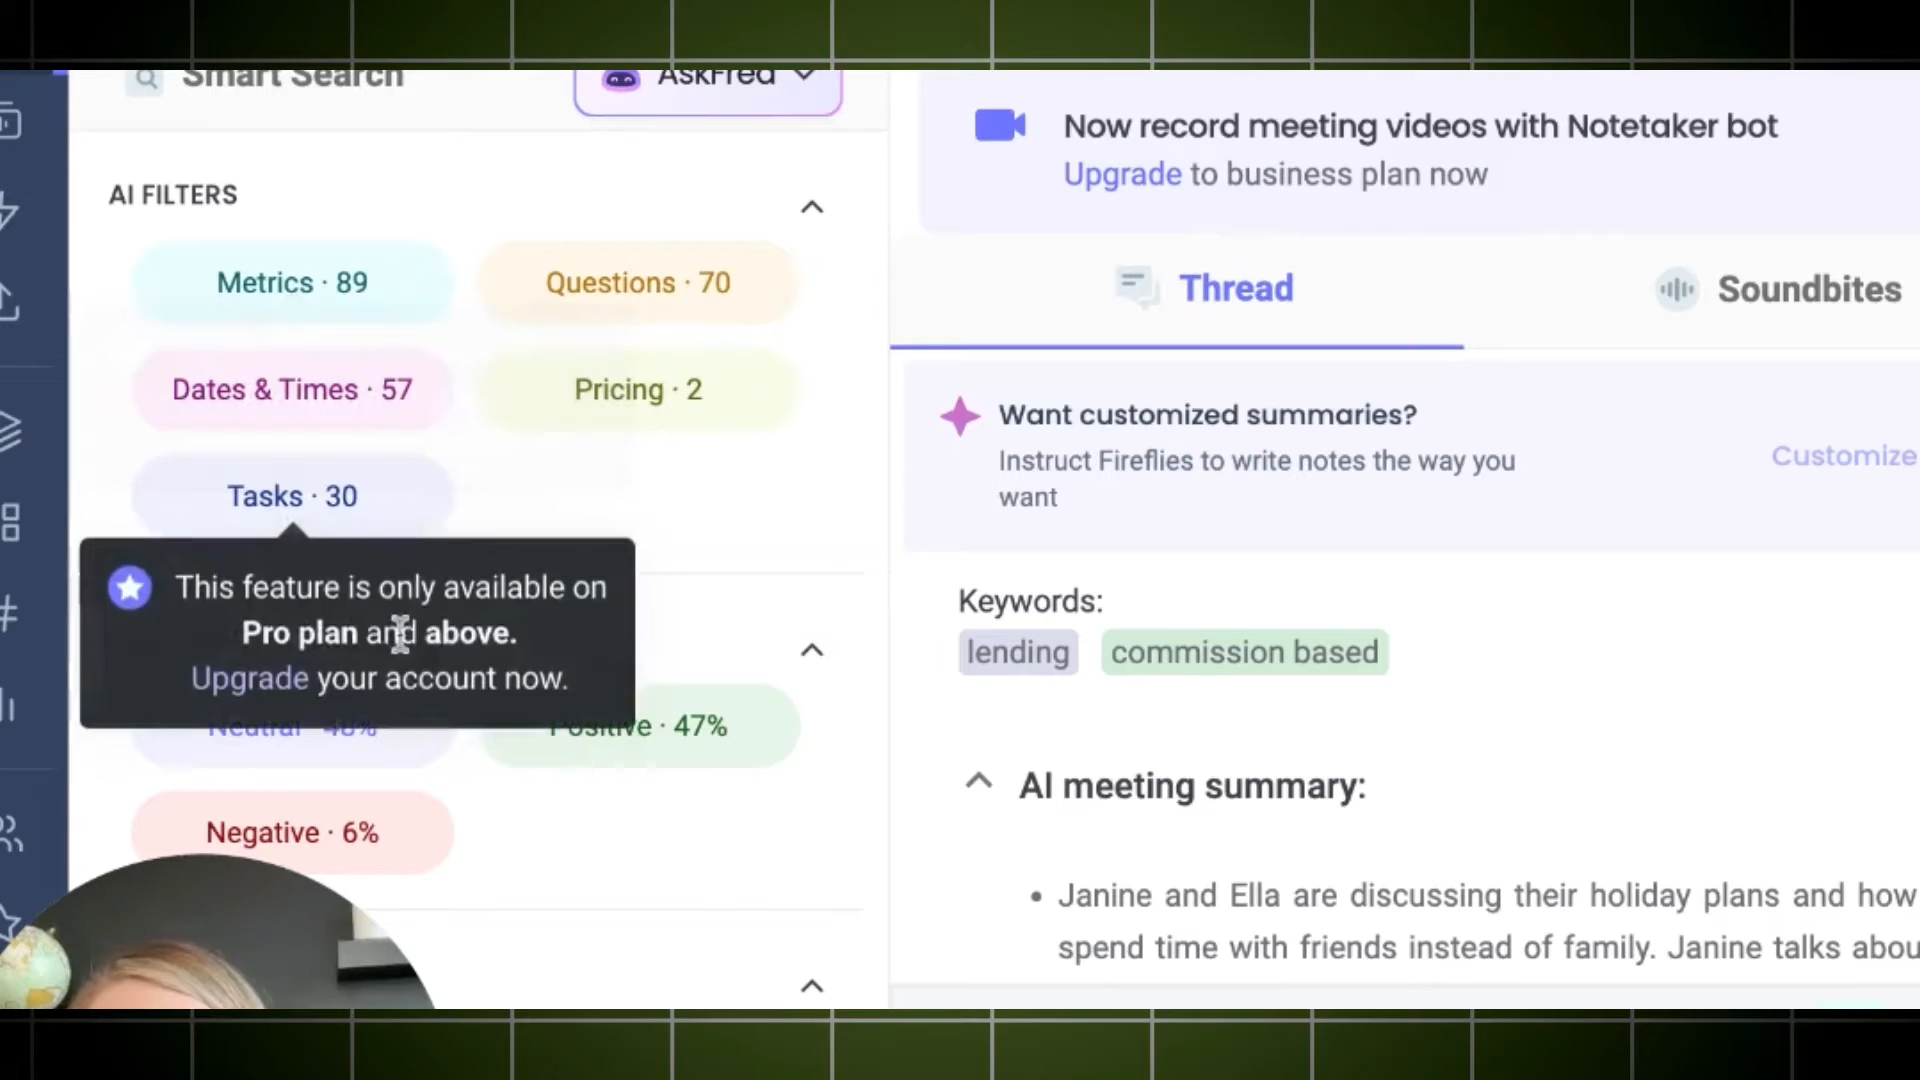 Smart Search
AskFred
AI FILTERS
Metrics · 89
Questions · 70
Dates & Times · 57
Pricing · 2
Tasks · 30
This feature is only available on
Pro plan and above.
Upgrade your account now.
Neutral · 48%
Positive · 47%
Negative · 6%
Now record meeting videos with Notetaker bot
Upgrade to business plan now
Thread
Soundbites
Want customized summaries?
Instruct Fireflies to write notes the way you
want
Customize
Keywords:
lending
commission based
AI meeting summary:
• Janine and Ella are discussing their holiday plans and how
spend time with friends instead of family. Janine talks abou